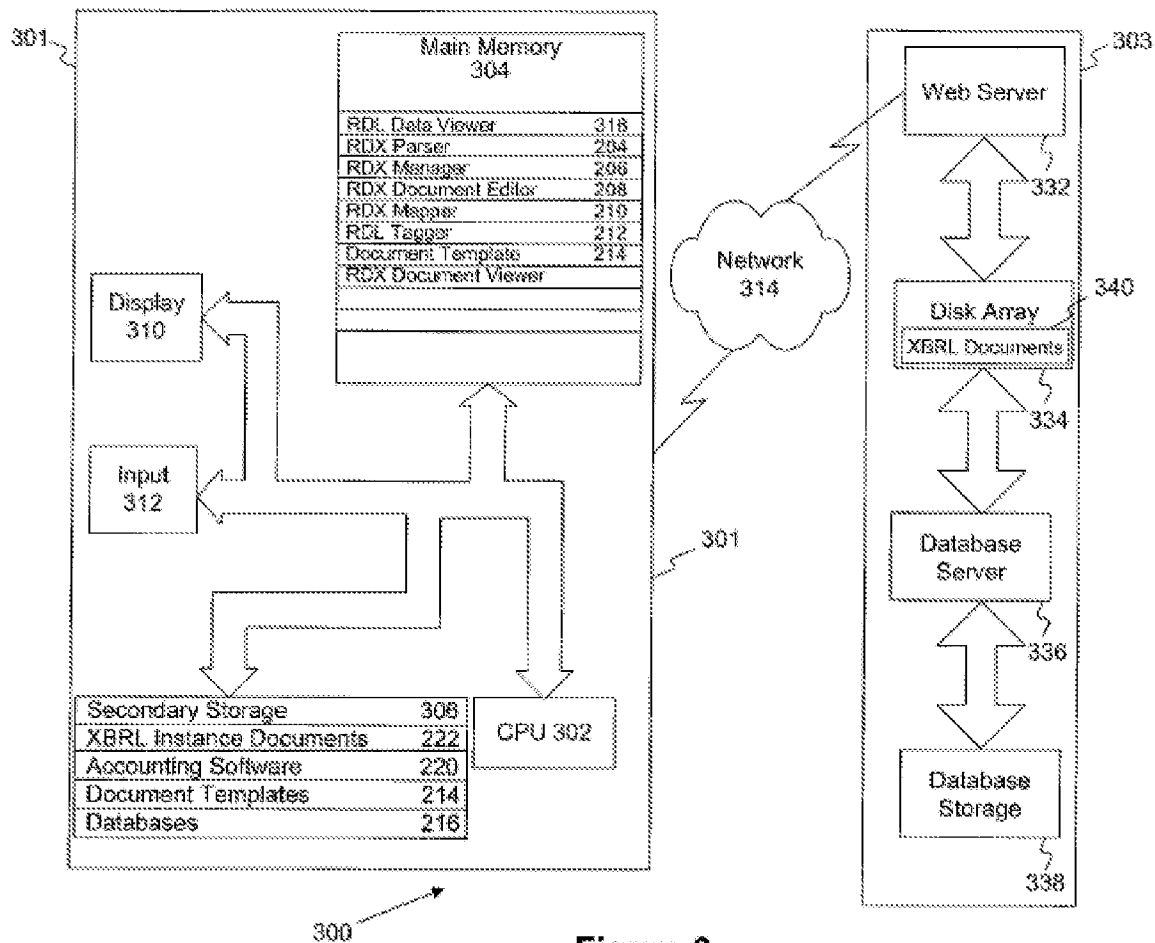 301
Main Memory
304
RDL Data Viewer 316
RDX Parser 204
RDX Manager 206
RDX Document Editor 208
RDX Mapper 210
RDL Tagger 212
Document Template 214
RDX Document Viewer
Display
310
Input
312
Secondary Storage 306
XBRL Instance Documents 222
Accounting Software 220
Document Templates 214
Databases 216
CPU 302
301
300
Network
314
303
Web Server
332
340
Disk Array
XBRL Documents
334
Database
Server
336
Database
Storage
338